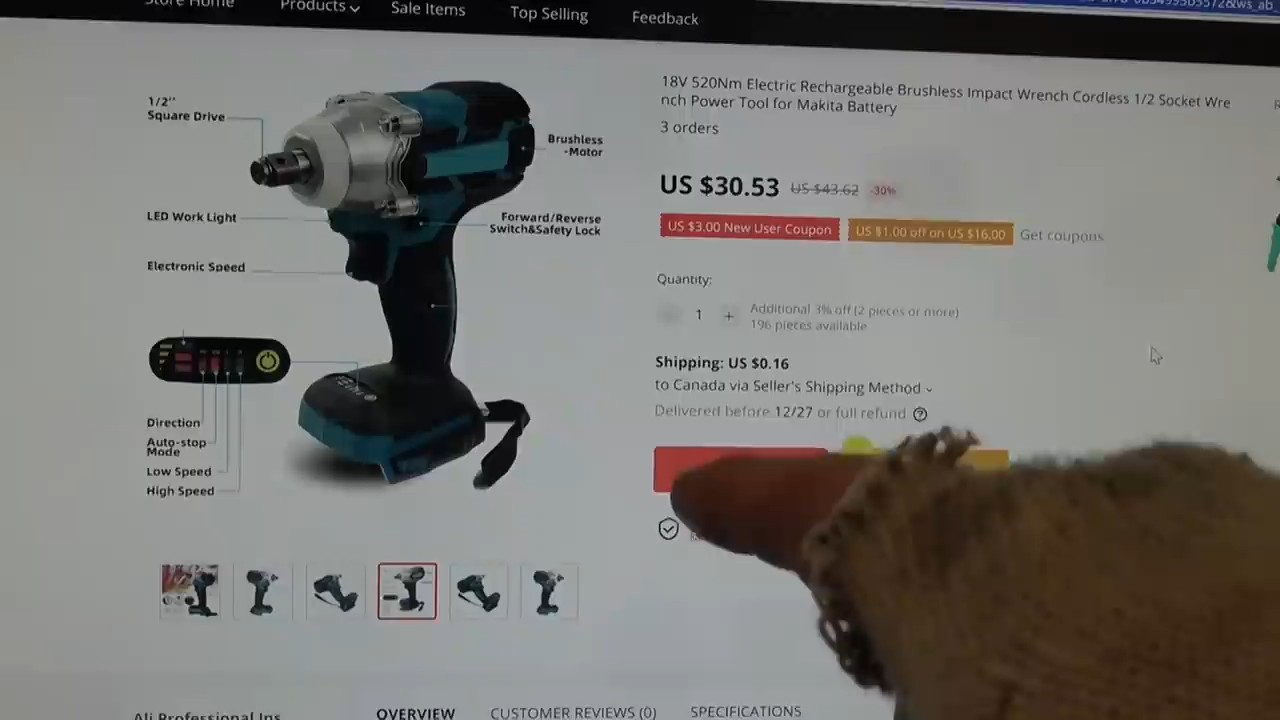 Store Home
Products
Sale Items
Top Selling
Feedback
1/2"
Square Drive
Brushless
-Motor
LED Work Light
Forward/Reverse
Switch&Safety Lock
Electronic Speed
Direction
Auto-stop
Mode
Low Speed
High Speed
18V 520Nm Electric Rechargeable Brushless Impact Wrench Cordless 1/2 Socket Wre
nch Power Tool for Makita Battery
3 orders
US $30.53 US $43.62 -30%
US $3.00 New User Coupon US $1.00 off on US $16.00 Get coupons
Quantity:
1 + Additional 3% off (2 pieces or more)
196 pieces available
Shipping: US $0.16
to Canada via Seller's Shipping Method
Delivered before 12/27 or full refund
Ali Professional Ins
OVERVIEW
CUSTOMER REVIEWS (0)
SPECIFICATIONS